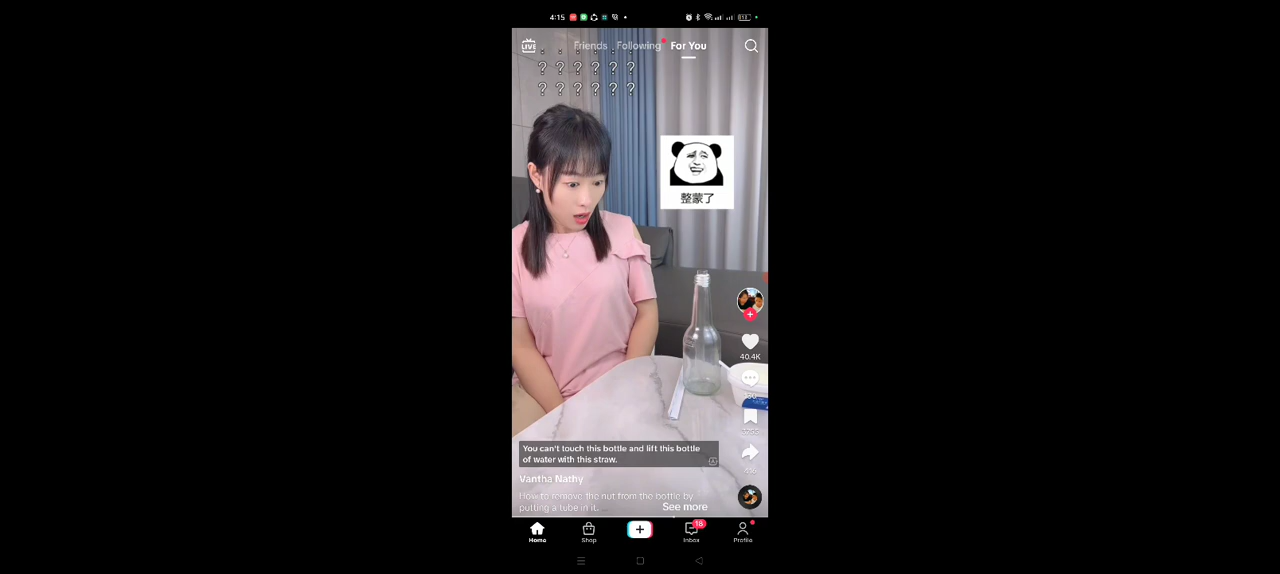 4:15
LIVE
Friends
Following
For You
? ? ? ? ? ?
? ? ? ? ? ?
整蒙了
40.4K
You can't touch this bottle and lift this bottle
of water with this straw.
Vantha Nathy
How to remove the nut from the bottle by
putting a tube in it...
See more
Home
Shop
Inbox
16
Profile